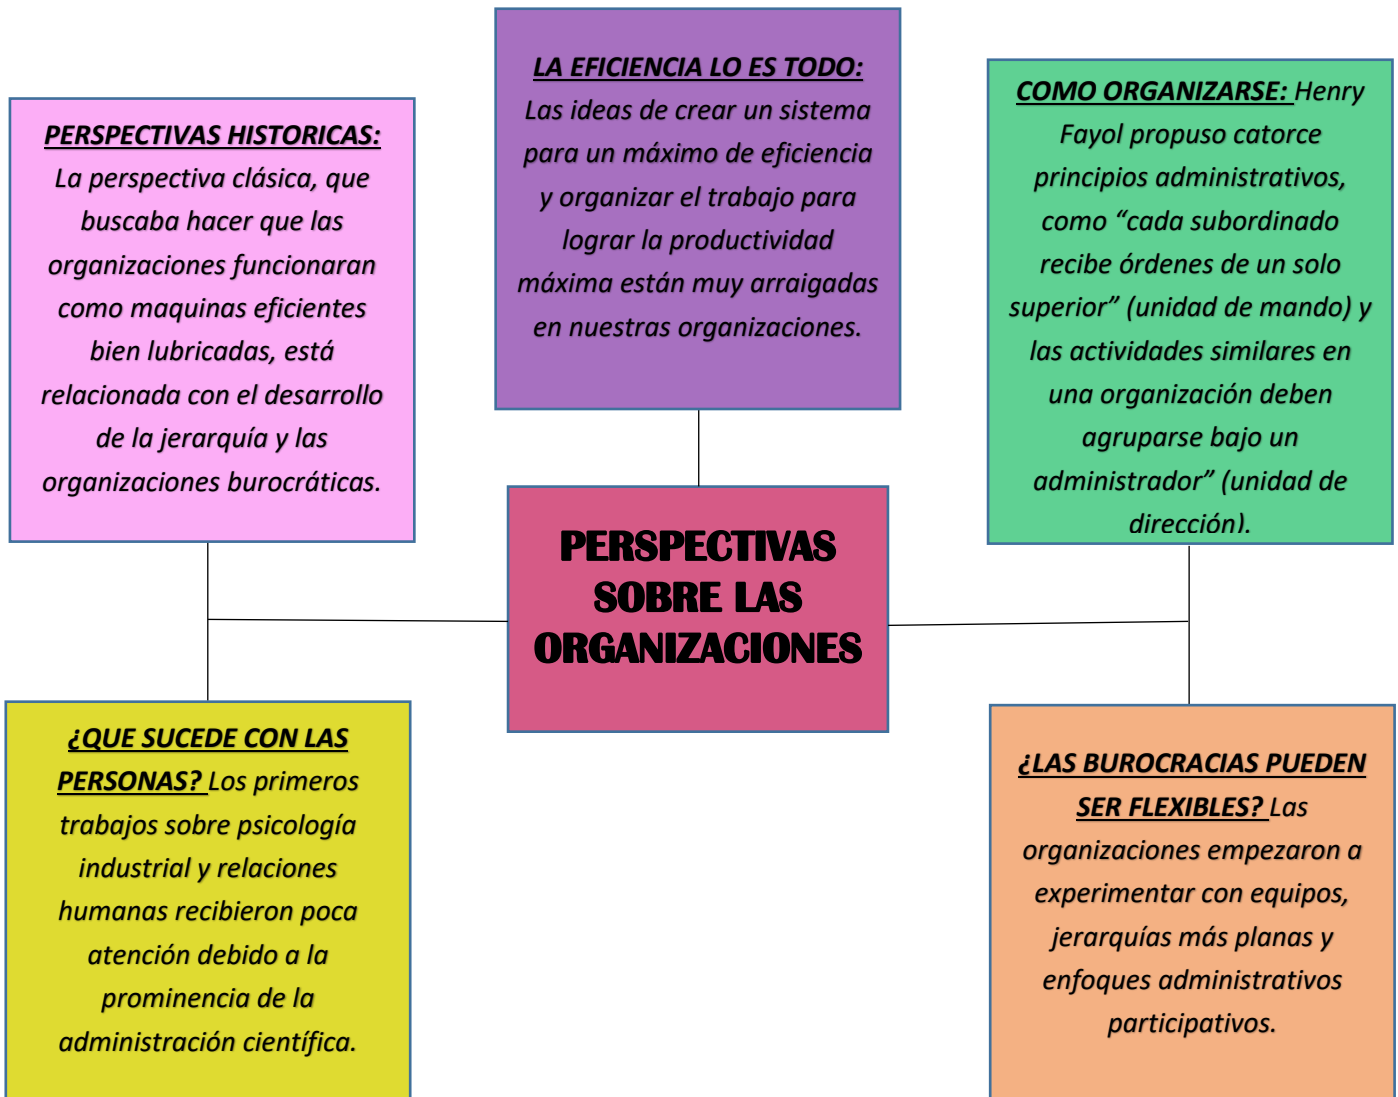 LA EFICIENCIA LO ES TODO:
Las ideas de crear un sistema
para un máximo de eficiencia
y organizar el trabajo para
lograr la productividad
máxima están muy arraigadas
en nuestras organizaciones.
PERSPECTIVAS HISTORICAS:
La perspectiva clásica, que
buscaba hacer que las
organizaciones funcionaran
como maquinas eficientes
bien lubricadas, está
relacionada con el desarrollo
de la jerarquía y las
organizaciones burocráticas.
COMO ORGANIZARSE: Henry
Fayol propuso catorce
principios administrativos,
como “cada subordinado
recibe órdenes de un solo
superior” (unidad de mando) y
las actividades similares en
una organización deben
agruparse bajo un
administrador” (unidad de
dirección).
PERSPECTIVAS
SOBRE LAS
ORGANIZACIONES
¿QUE SUCEDE CON LAS
PERSONAS? Los primeros
trabajos sobre psicología
industrial y relaciones
humanas recibieron poca
atención debido a la
prominencia de la
administración científica.
¿LAS BUROCRACIAS PUEDEN
SER FLEXIBLES? Las
organizaciones empezaron a
experimentar con equipos,
jerarquías más planas y
enfoques administrativos
participativos.